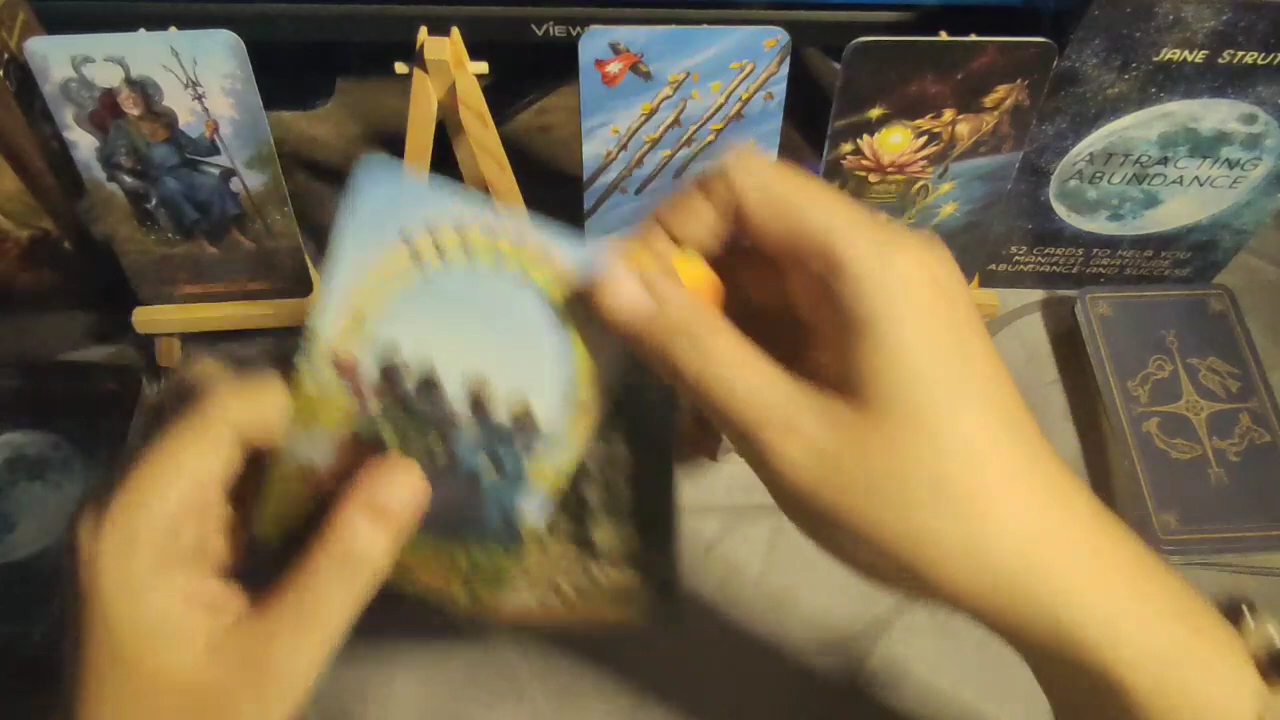 VIEW
JANE STRUT
ATTRACTING
ABUNDANCE
52 CARDS TO HELP YOU
MANIFEST GRATITUDE
ABUNDANCE AND SUCCESS